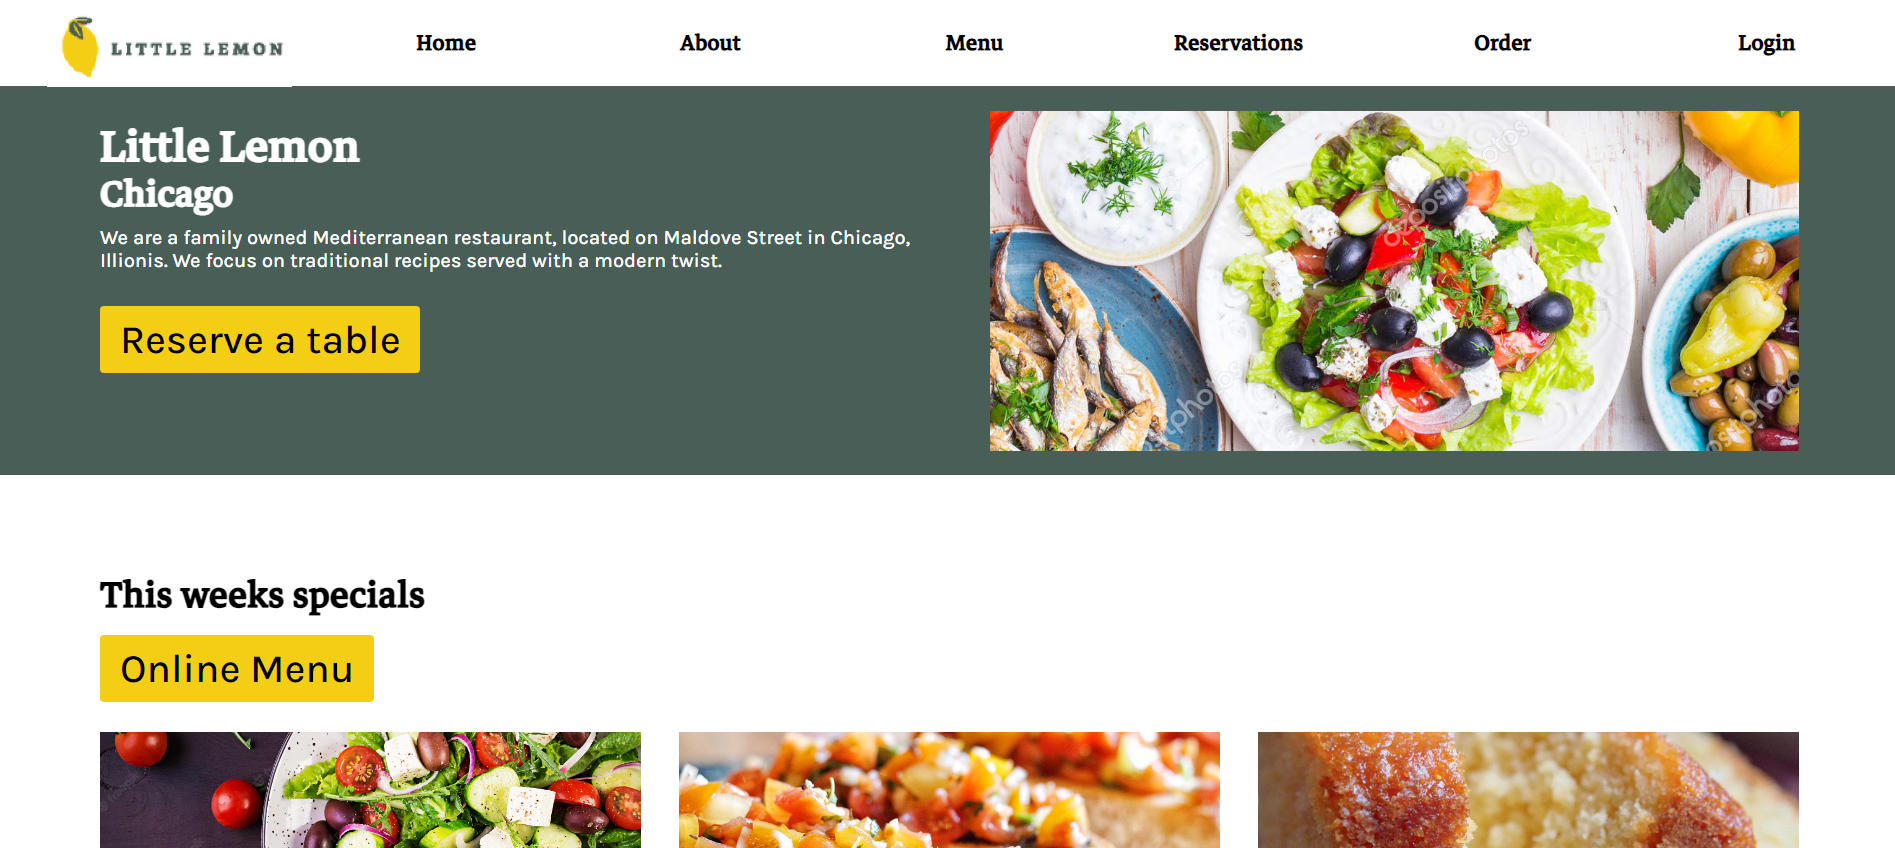 LITTLE LEMON
Home
About
Menu
Reservations
Order
Login
Little Lemon
Chicago
We are a family owned Mediterranean restaurant, located on Maldove Street in Chicago,
Illionis. We focus on traditional recipes served with a modern twist.
Reserve a table
This weeks specials
Online Menu